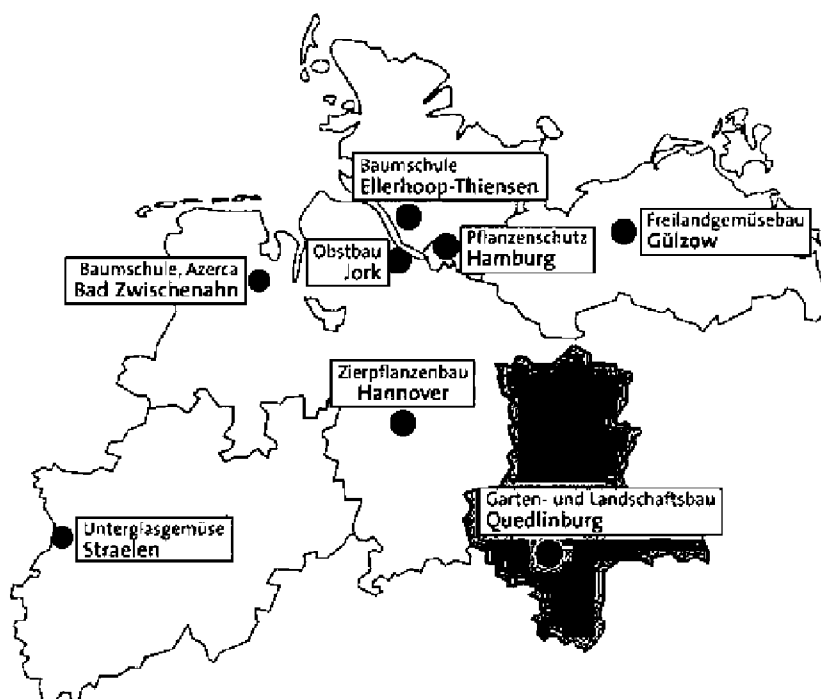 Baumschule
Ellerhoop-Thiensen
Freilandgemüsebau
Gülzow
Pflanzenschutz
Hamburg
Obstbau
Jork
Baumschule, Azerca
Bad Zwischenahn
Zierpflanzenbau
Hannover
Garten- und Landschaftsbau
Quedlinburg
Unterglasgemüse
Straelen